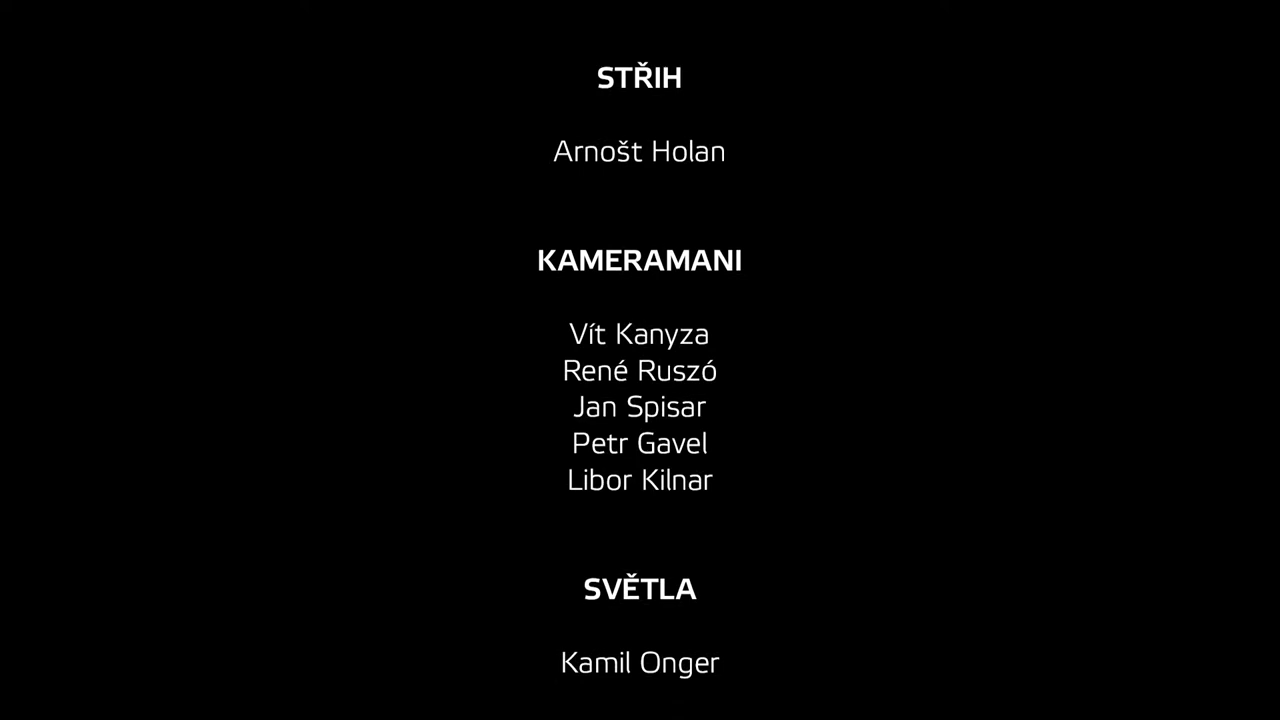 STŘIH
Arnošt Holan
KAMERAMANI
Vít Kanyza
René Ruszó
Jan Spisar
Petr Gavel
Libor Kilnar
SVĚTLA
Kamil Onger